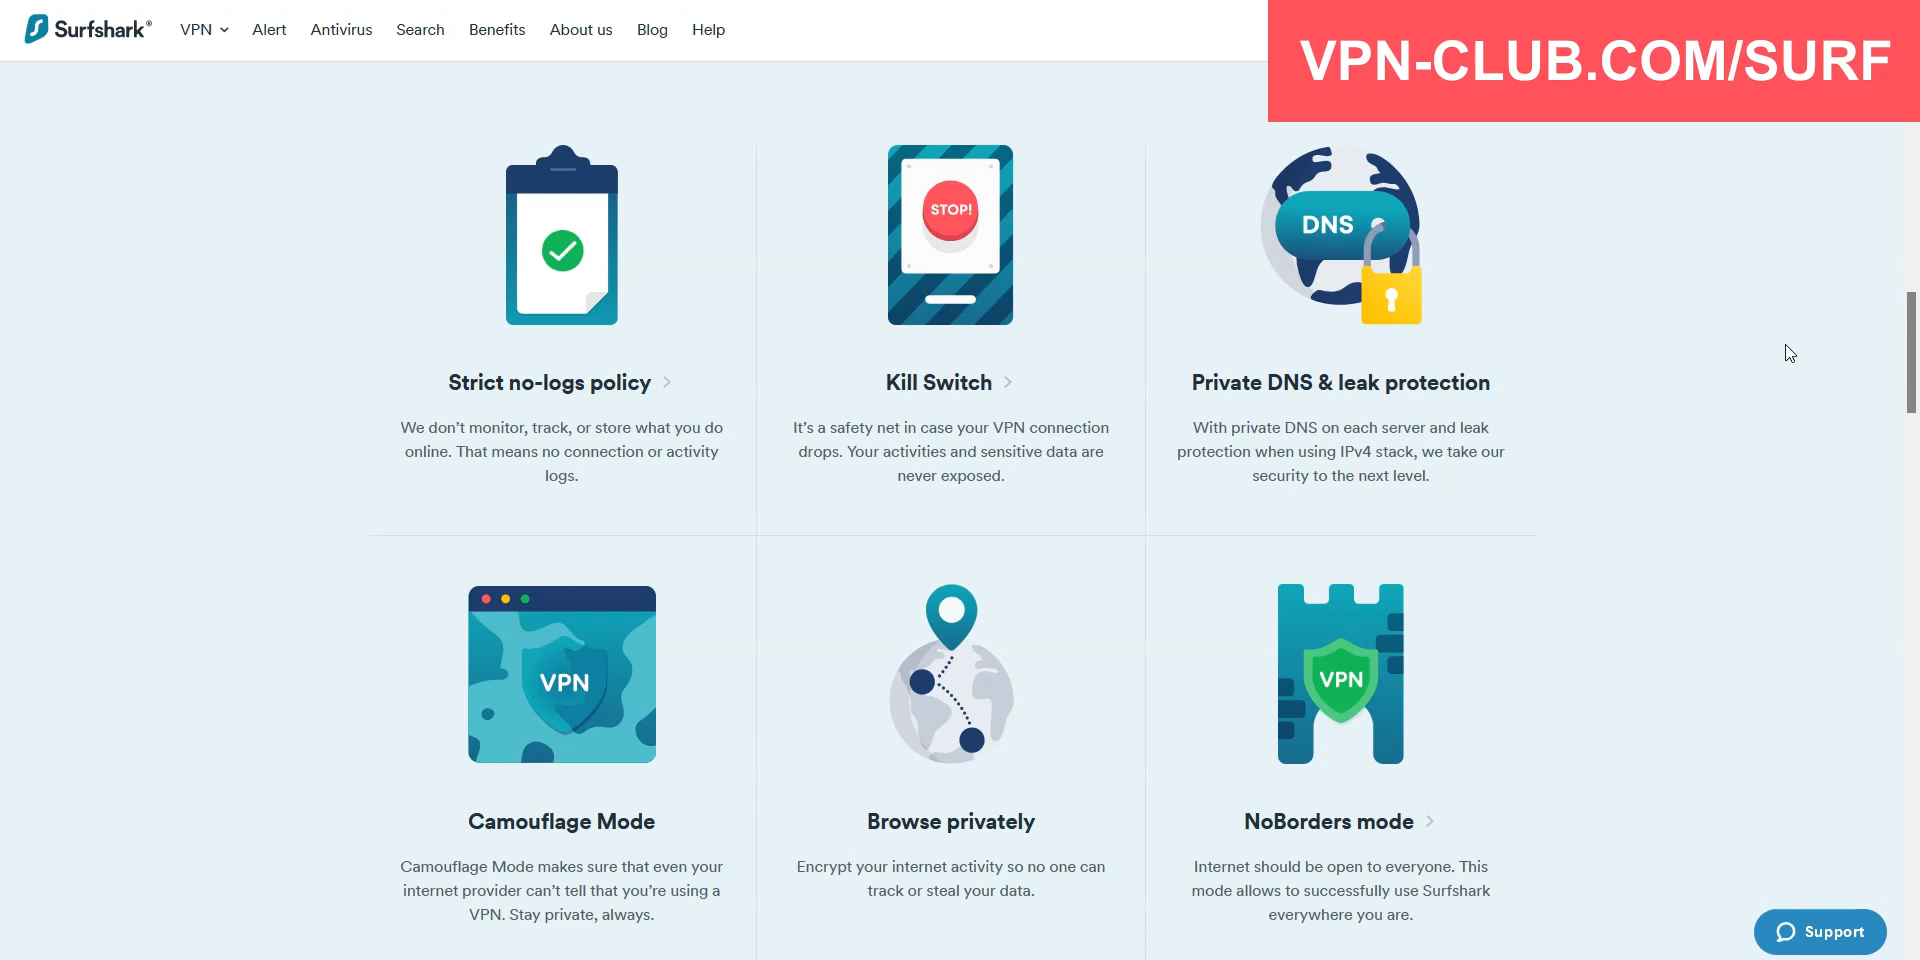 Surfshark®
VPN Alert Antivirus Search Benefits About us Blog Help
VPN-CLUB.COM/SURF
STOP!
DNS
Strict no-logs policy
We don’t monitor, track, or store what you do
online. That means no connection or activity
logs.
Kill Switch
It’s a safety net in case your VPN connection
drops. Your activities and sensitive data are
never exposed.
Private DNS & leak protection
With private DNS on each server and leak
protection when using IPv4 stack, we take our
security to the next level.
VPN
VPN
Camouflage Mode
Camouflage Mode makes sure that even your
internet provider can’t tell that you’re using a
VPN. Stay private, always.
Browse privately
Encrypt your internet activity so no one can
track or steal your data.
NoBorders mode
Internet should be open to everyone. This
mode allows to successfully use Surfshark
everywhere you are.
Support